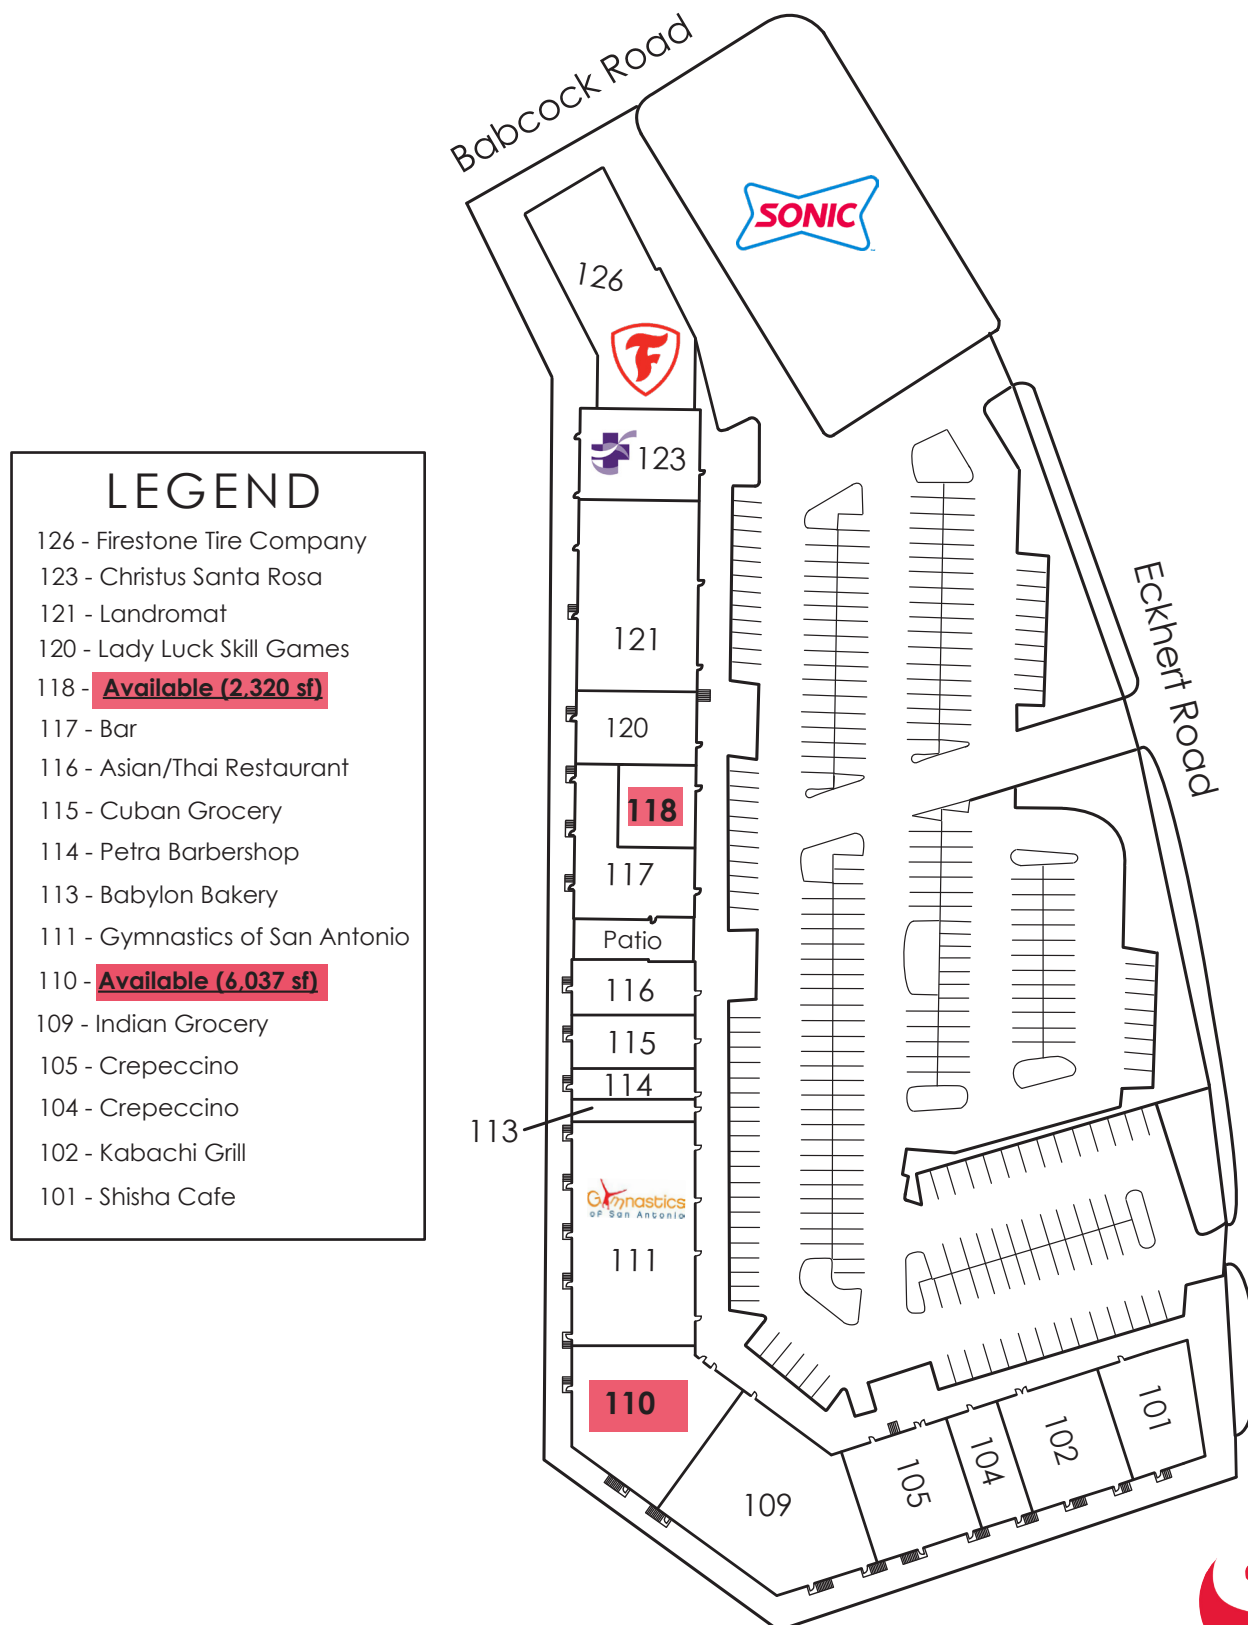 Babcock Road
SONIC
126
F
123
LEGEND
126 - Firestone Tire Company
123 - Christus Santa Rosa
121 - Landromat
120 - Lady Luck Skill Games
118 - Available (2,320 sf)
117 - Bar
116 - Asian/Thai Restaurant
115 - Cuban Grocery
114 - Petra Barbershop
113 - Babylon Bakery
111 - Gymnastics of San Antonio
110 - Available (6,037 sf)
109 - Indian Grocery
105 - Crepeccino
104 - Crepeccino
102 - Kabachi Grill
101 - Shisha Cafe
Eckhert Road
121
120
118
117
Patio
116
115
114
113
Gymnastics
of San Antonio
111
110
109
105
104
102
101